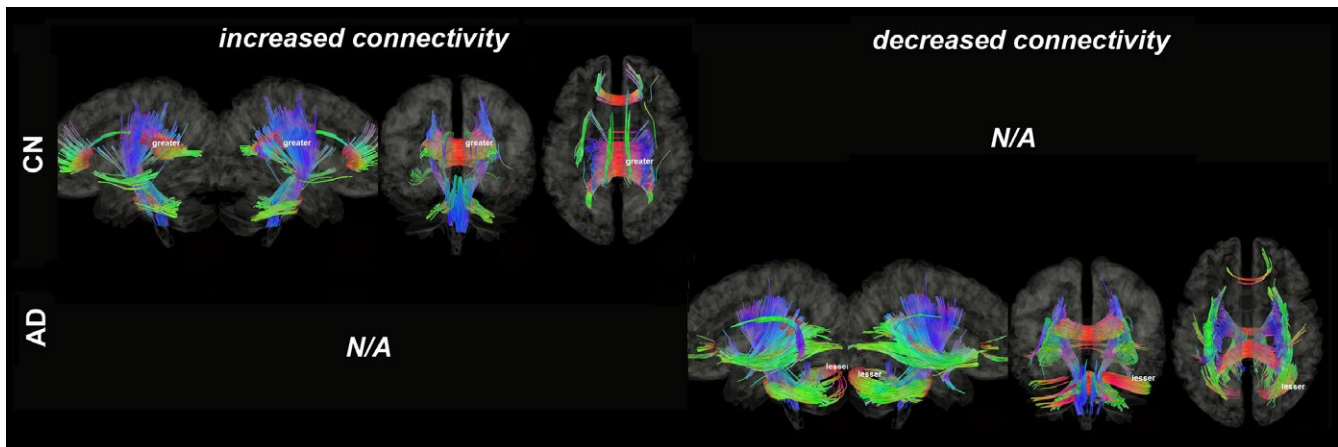 increased connectivity
decreased connectivity
CN
greater
greater
greater
greater
N/A
AD
N/A
lesser
lesser
lesser
lesser